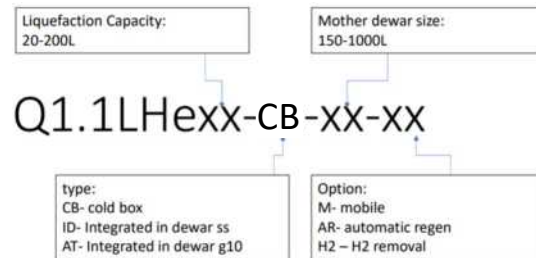 Liquefaction Capacity:
20-200L
Mother dewar size:
150-1000L
Q1.1LHexx-CB-xx-xx
type:
CB- cold box
ID- Integrated in dewar ss
AT- Integrated in dewar g10
Option:
M- mobile
AR- automatic regen
H2 – H2 removal